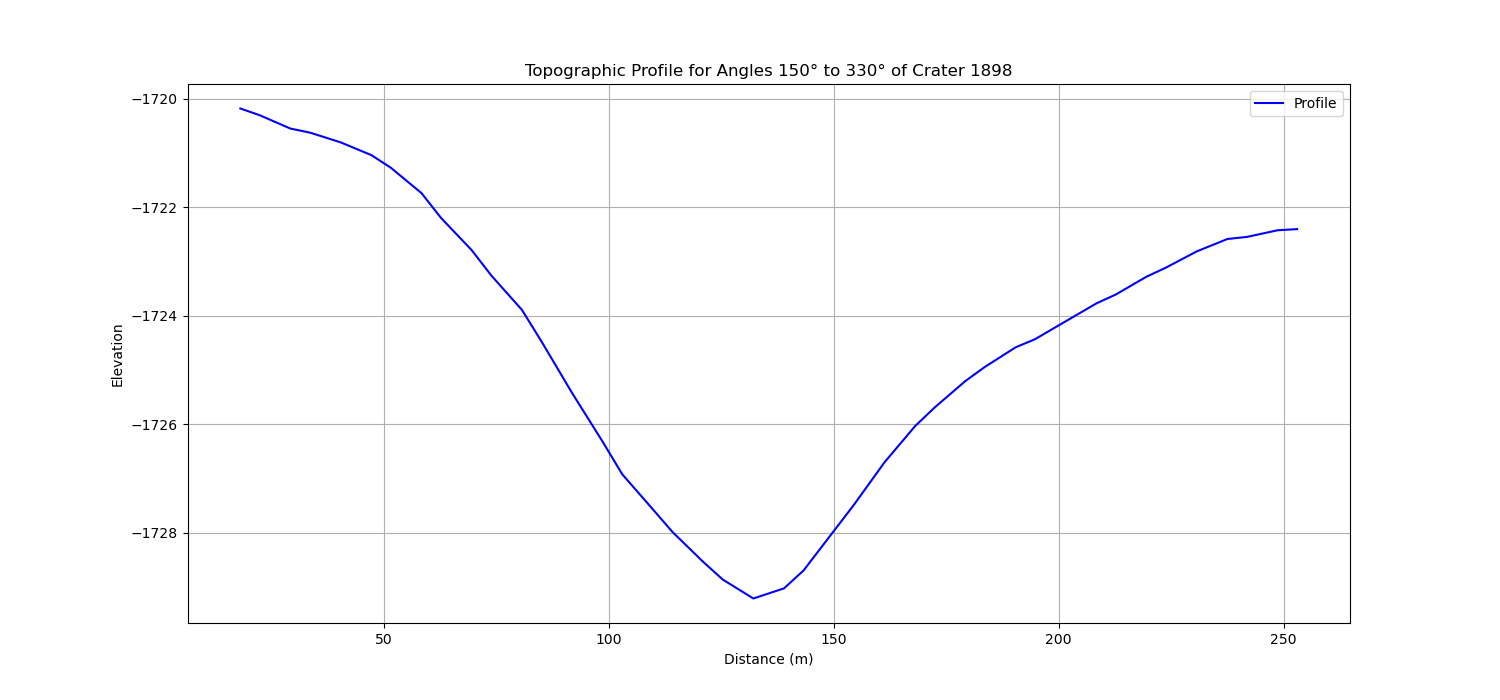 Topographic Profile for Angles 150° to 330° of Crater 1898
Profile
−1720
−1722
−1724
−1726
−1728
Elevation
50
100
150
200
250
Distance (m)